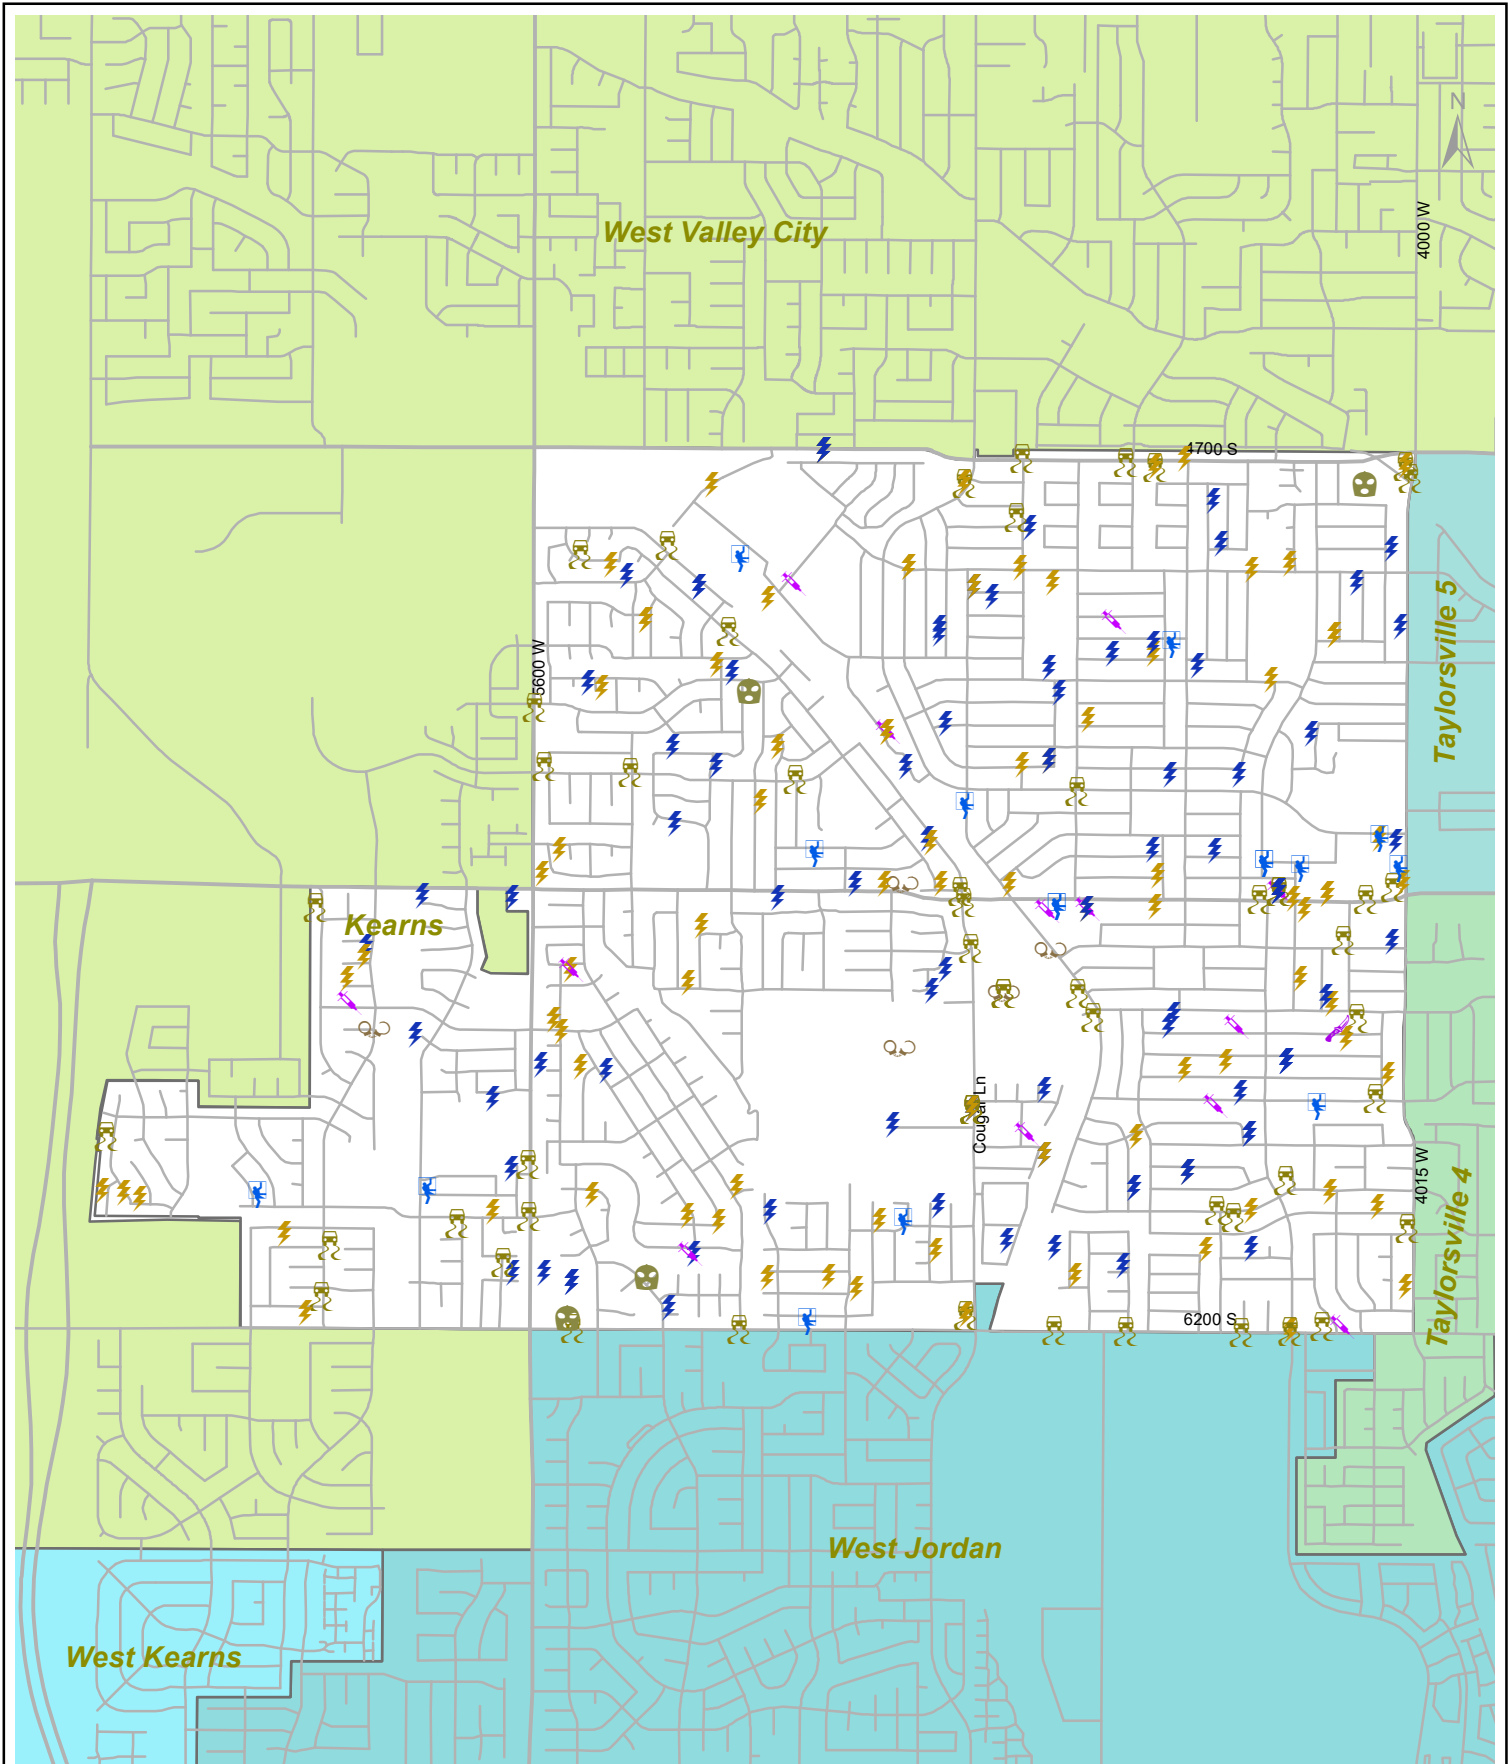 N
4000 W
West Valley City
4700 S
Taylorsville 5
5600 W
Kearns
Cougar Ln
4015 W
Taylorsville 4
6200 S
West Jordan
West Kearns